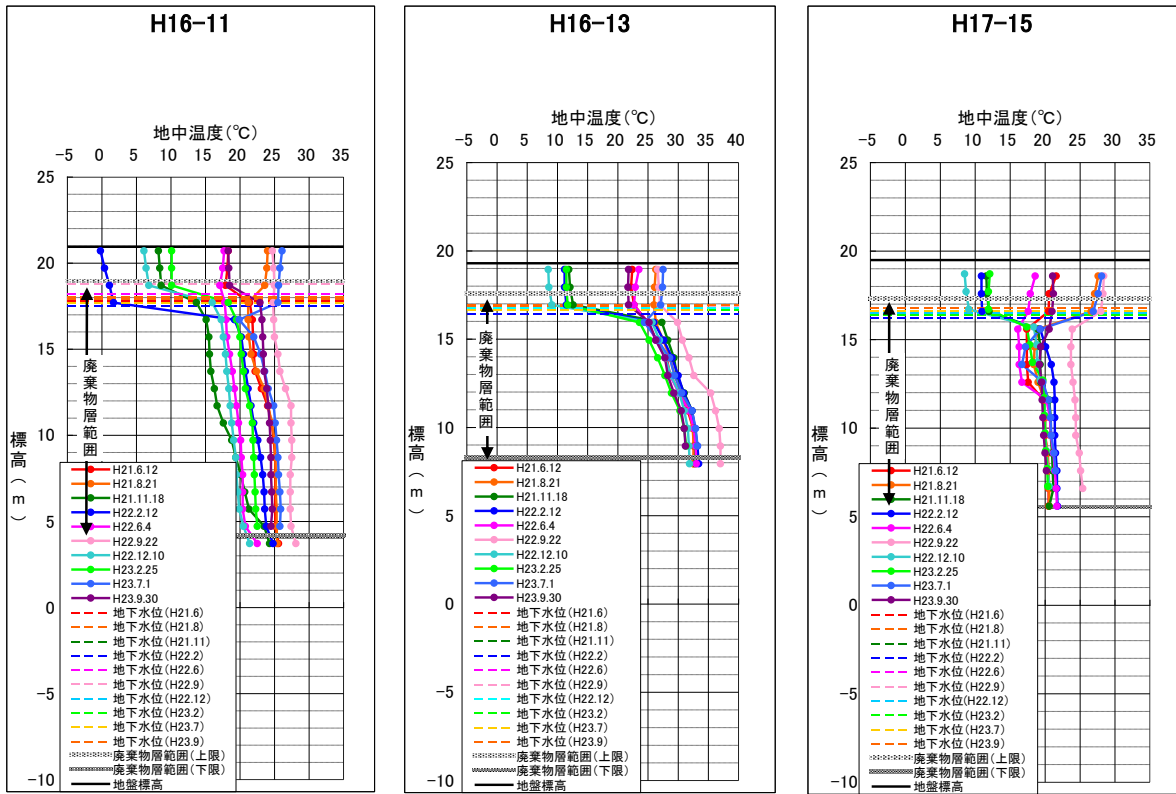 H16-11
地中温度(℃)
-5 0 5 10 15 20 25 30 35
25
20
15
10
5
0
-5
-10
標高(m)
廃棄物層範囲
H21.6.12
H21.8.21
H21.11.18
H22.2.12
H22.6.4
H22.9.22
H22.12.10
H23.2.25
H23.7.1
H23.9.30
地下水位(H21.6)
地下水位(H21.8)
地下水位(H21.11)
地下水位(H22.2)
地下水位(H22.6)
地下水位(H22.9)
地下水位(H22.12)
地下水位(H23.2)
地下水位(H23.7)
地下水位(H23.9)
廃棄物層範囲(上限)
廃棄物層範囲(下限)
地盤標高
H16-13
地中温度(℃)
-5 0 5 10 15 20 25 30 35 40
25
20
15
10
5
0
-5
-10
標高(m)
廃棄物層範囲
H21.6.12
H21.8.21
H21.11.18
H22.2.12
H22.6.4
H22.9.22
H22.12.10
H23.2.25
H23.7.1
H23.9.30
地下水位(H21.6)
地下水位(H21.8)
地下水位(H21.11)
地下水位(H22.2)
地下水位(H22.6)
地下水位(H22.9)
地下水位(H22.12)
地下水位(H23.2)
地下水位(H23.7)
地下水位(H23.9)
廃棄物層範囲(上限)
廃棄物層範囲(下限)
地盤標高
H17-15
地中温度(℃)
-5 0 5 10 15 20 25 30 35
25
20
15
10
5
0
-5
-10
標高(m)
廃棄物層範囲
H21.6.12
H21.8.21
H21.11.18
H22.2.12
H22.6.4
H22.9.22
H22.12.10
H23.2.25
H23.7.1
H23.9.30
地下水位(H21.6)
地下水位(H21.8)
地下水位(H21.11)
地下水位(H22.2)
地下水位(H22.6)
地下水位(H22.9)
地下水位(H22.12)
地下水位(H23.2)
地下水位(H23.7)
地下水位(H23.9)
廃棄物層範囲(上限)
廃棄物層範囲(下限)
地盤標高